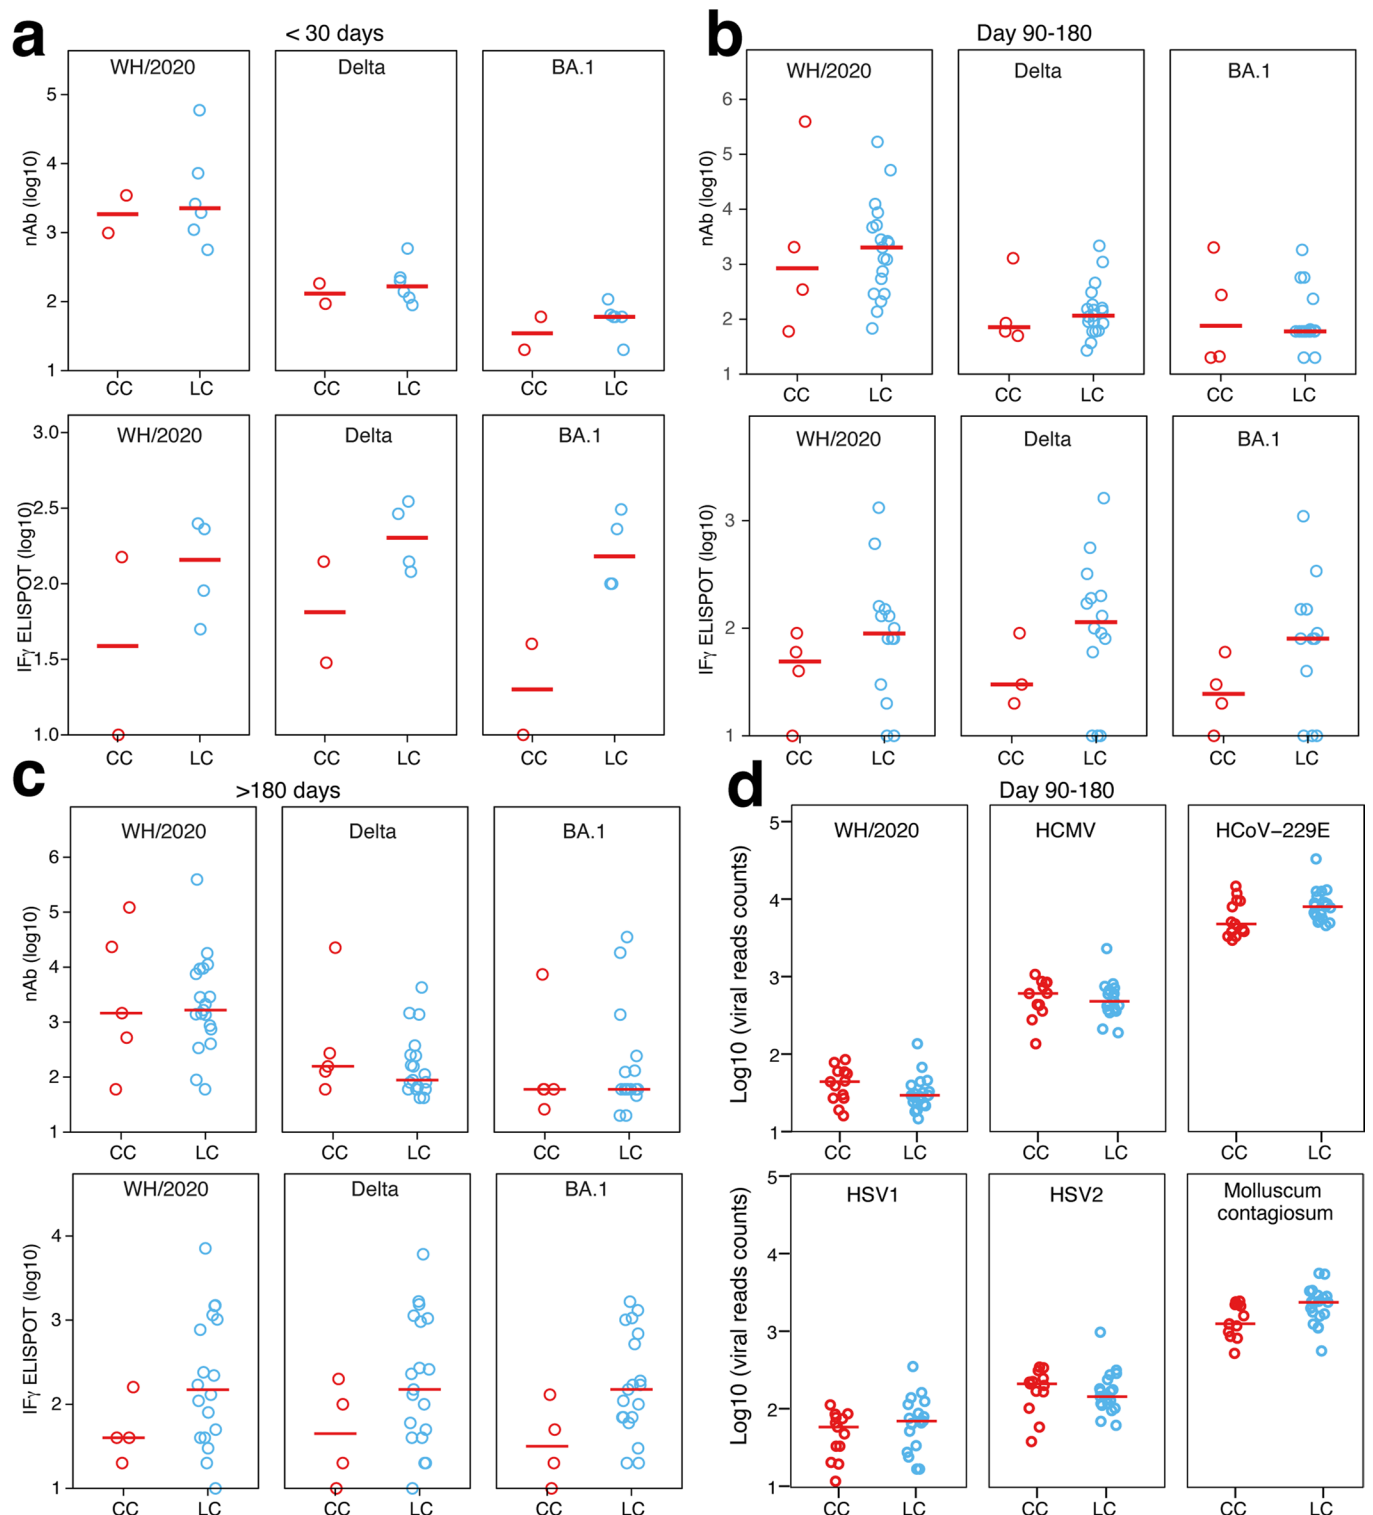 a
< 30 days
WH/2020
Delta
BA.1
nAb (log10)
5
4
3
2
1
CC
LC
CC
LC
CC
LC
WH/2020
Delta
BA.1
IFγ ELISPOT (log10)
3.0
2.5
2.0
1.5
1.0
CC
LC
CC
LC
CC
LC
b
Day 90-180
WH/2020
Delta
BA.1
nAb (log10)
6
5
4
3
2
1
CC
LC
CC
LC
CC
LC
WH/2020
Delta
BA.1
IFγ ELISPOT (log10)
3
2
1
CC
LC
CC
LC
CC
LC
c
>180 days
WH/2020
Delta
BA.1
nAb (log10)
6
5
4
3
2
1
CC
LC
CC
LC
CC
LC
WH/2020
Delta
BA.1
IFγ ELISPOT (log10)
4
3
2
1
CC
LC
CC
LC
CC
LC
d
Day 90-180
WH/2020
HCMV
HCoV–229E
Log10 (viral reads counts)
5
4
3
2
1
CC
LC
CC
LC
CC
LC
HSV1
HSV2
Molluscum
contagiosum
Log10 (viral reads counts)
5
4
3
2
1
CC
LC
CC
LC
CC
LC